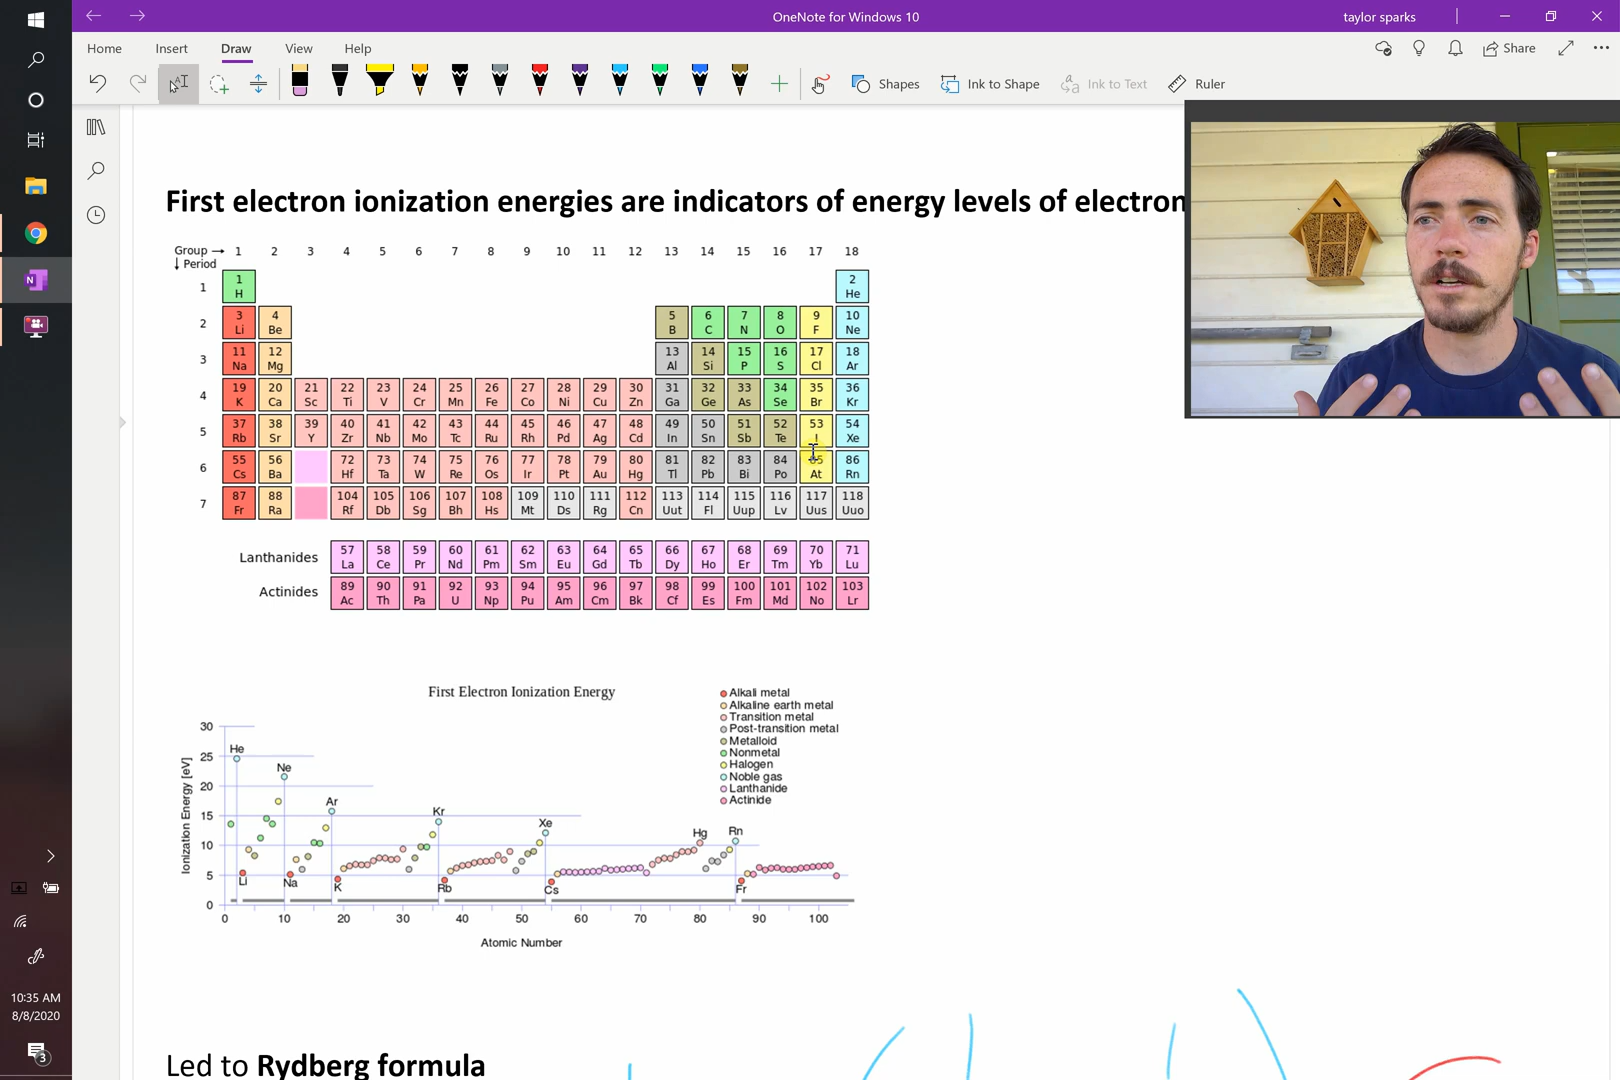 OneNote for Windows 10
taylor sparks
Home Insert Draw View Help
Share
Shapes Ink to Shape Ink to Text Ruler
First electron ionization energies are indicators of energy levels of electron
Group → 1 2 3 4 5 6 7 8 9 10 11 12 13 14 15 16 17 18
↓ Period
1 1 2
H He
2 3 4 5 6 7 8 9 10
Li Be B C N O F Ne
3 11 12 13 14 15 16 17 18
Na Mg Al Si P S Cl Ar
4 19 20 21 22 23 24 25 26 27 28 29 30 31 32 33 34 35 36
K Ca Sc Ti V Cr Mn Fe Co Ni Cu Zn Ga Ge As Se Br Kr
5 37 38 39 40 41 42 43 44 45 46 47 48 49 50 51 52 53 54
Rb Sr Y Zr Nb Mo Tc Ru Rh Pd Ag Cd In Sn Sb Te I Xe
6 55 56 72 73 74 75 76 77 78 79 80 81 82 83 84 85 86
Cs Ba Hf Ta W Re Os Ir Pt Au Hg Tl Pb Bi Po At Rn
7 87 88 104 105 106 107 108 109 110 111 112 113 114 115 116 117 118
Fr Ra Rf Db Sg Bh Hs Mt Ds Rg Cn Uut Fl Uup Lv Uus Uuo
Lanthanides 57 58 59 60 61 62 63 64 65 66 67 68 69 70 71
La Ce Pr Nd Pm Sm Eu Gd Tb Dy Ho Er Tm Yb Lu
Actinides 89 90 91 92 93 94 95 96 97 98 99 100 101 102 103
Ac Th Pa U Np Pu Am Cm Bk Cf Es Fm Md No Lr
First Electron Ionization Energy
Alkali metal
Alkaline earth metal
Transition metal
Post-transition metal
Metalloid
Nonmetal
Halogen
Noble gas
Lanthanide
Actinide
Ionization Energy [eV]
30
25
20
15
10
5
0
He
Ne
Ar
Kr
Xe
Hg
Rn
Li
Na
K
Rb
Cs
Fr
0 10 20 30 40 50 60 70 80 90 100
Atomic Number
Led to Rydberg formula
10:35 AM
8/8/2020
3